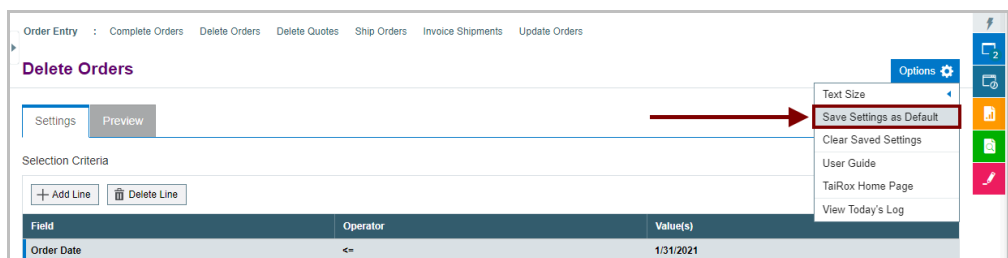 Order Entry : Complete Orders Delete Orders Delete Quotes Ship Orders Invoice Shipments Update Orders
Delete Orders
Options
2
Text Size
Save Settings as Default
Clear Saved Settings
User Guide
TaiRox Home Page
View Today's Log
Settings Preview
Selection Criteria
Add Line Delete Line
Field Operator Value(s)
Order Date <= 1/31/2021